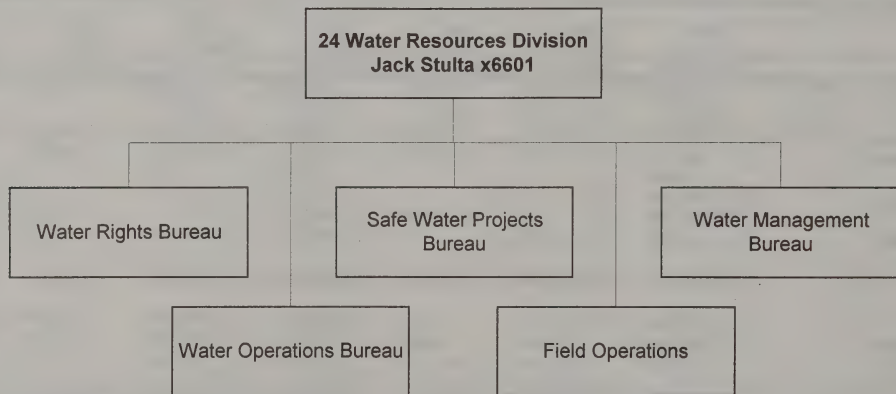 24 Water Resources Division
Jack Stulta x6601
Water Rights Bureau
Safe Water Projects
Bureau
Water Management
Bureau
Water Operations Bureau
Field Operations